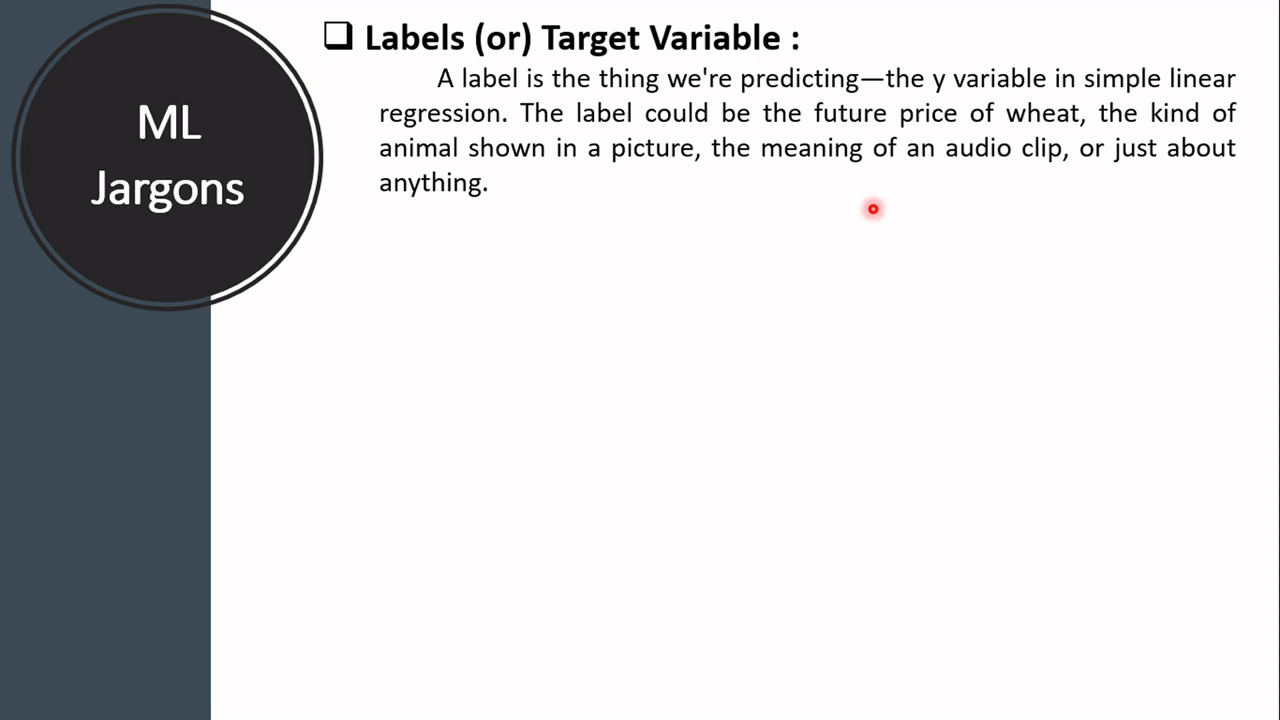 ML
Jargons
❑ Labels (or) Target Variable :
A label is the thing we're predicting—the y variable in simple linear
regression. The label could be the future price of wheat, the kind of
animal shown in a picture, the meaning of an audio clip, or just about
anything.